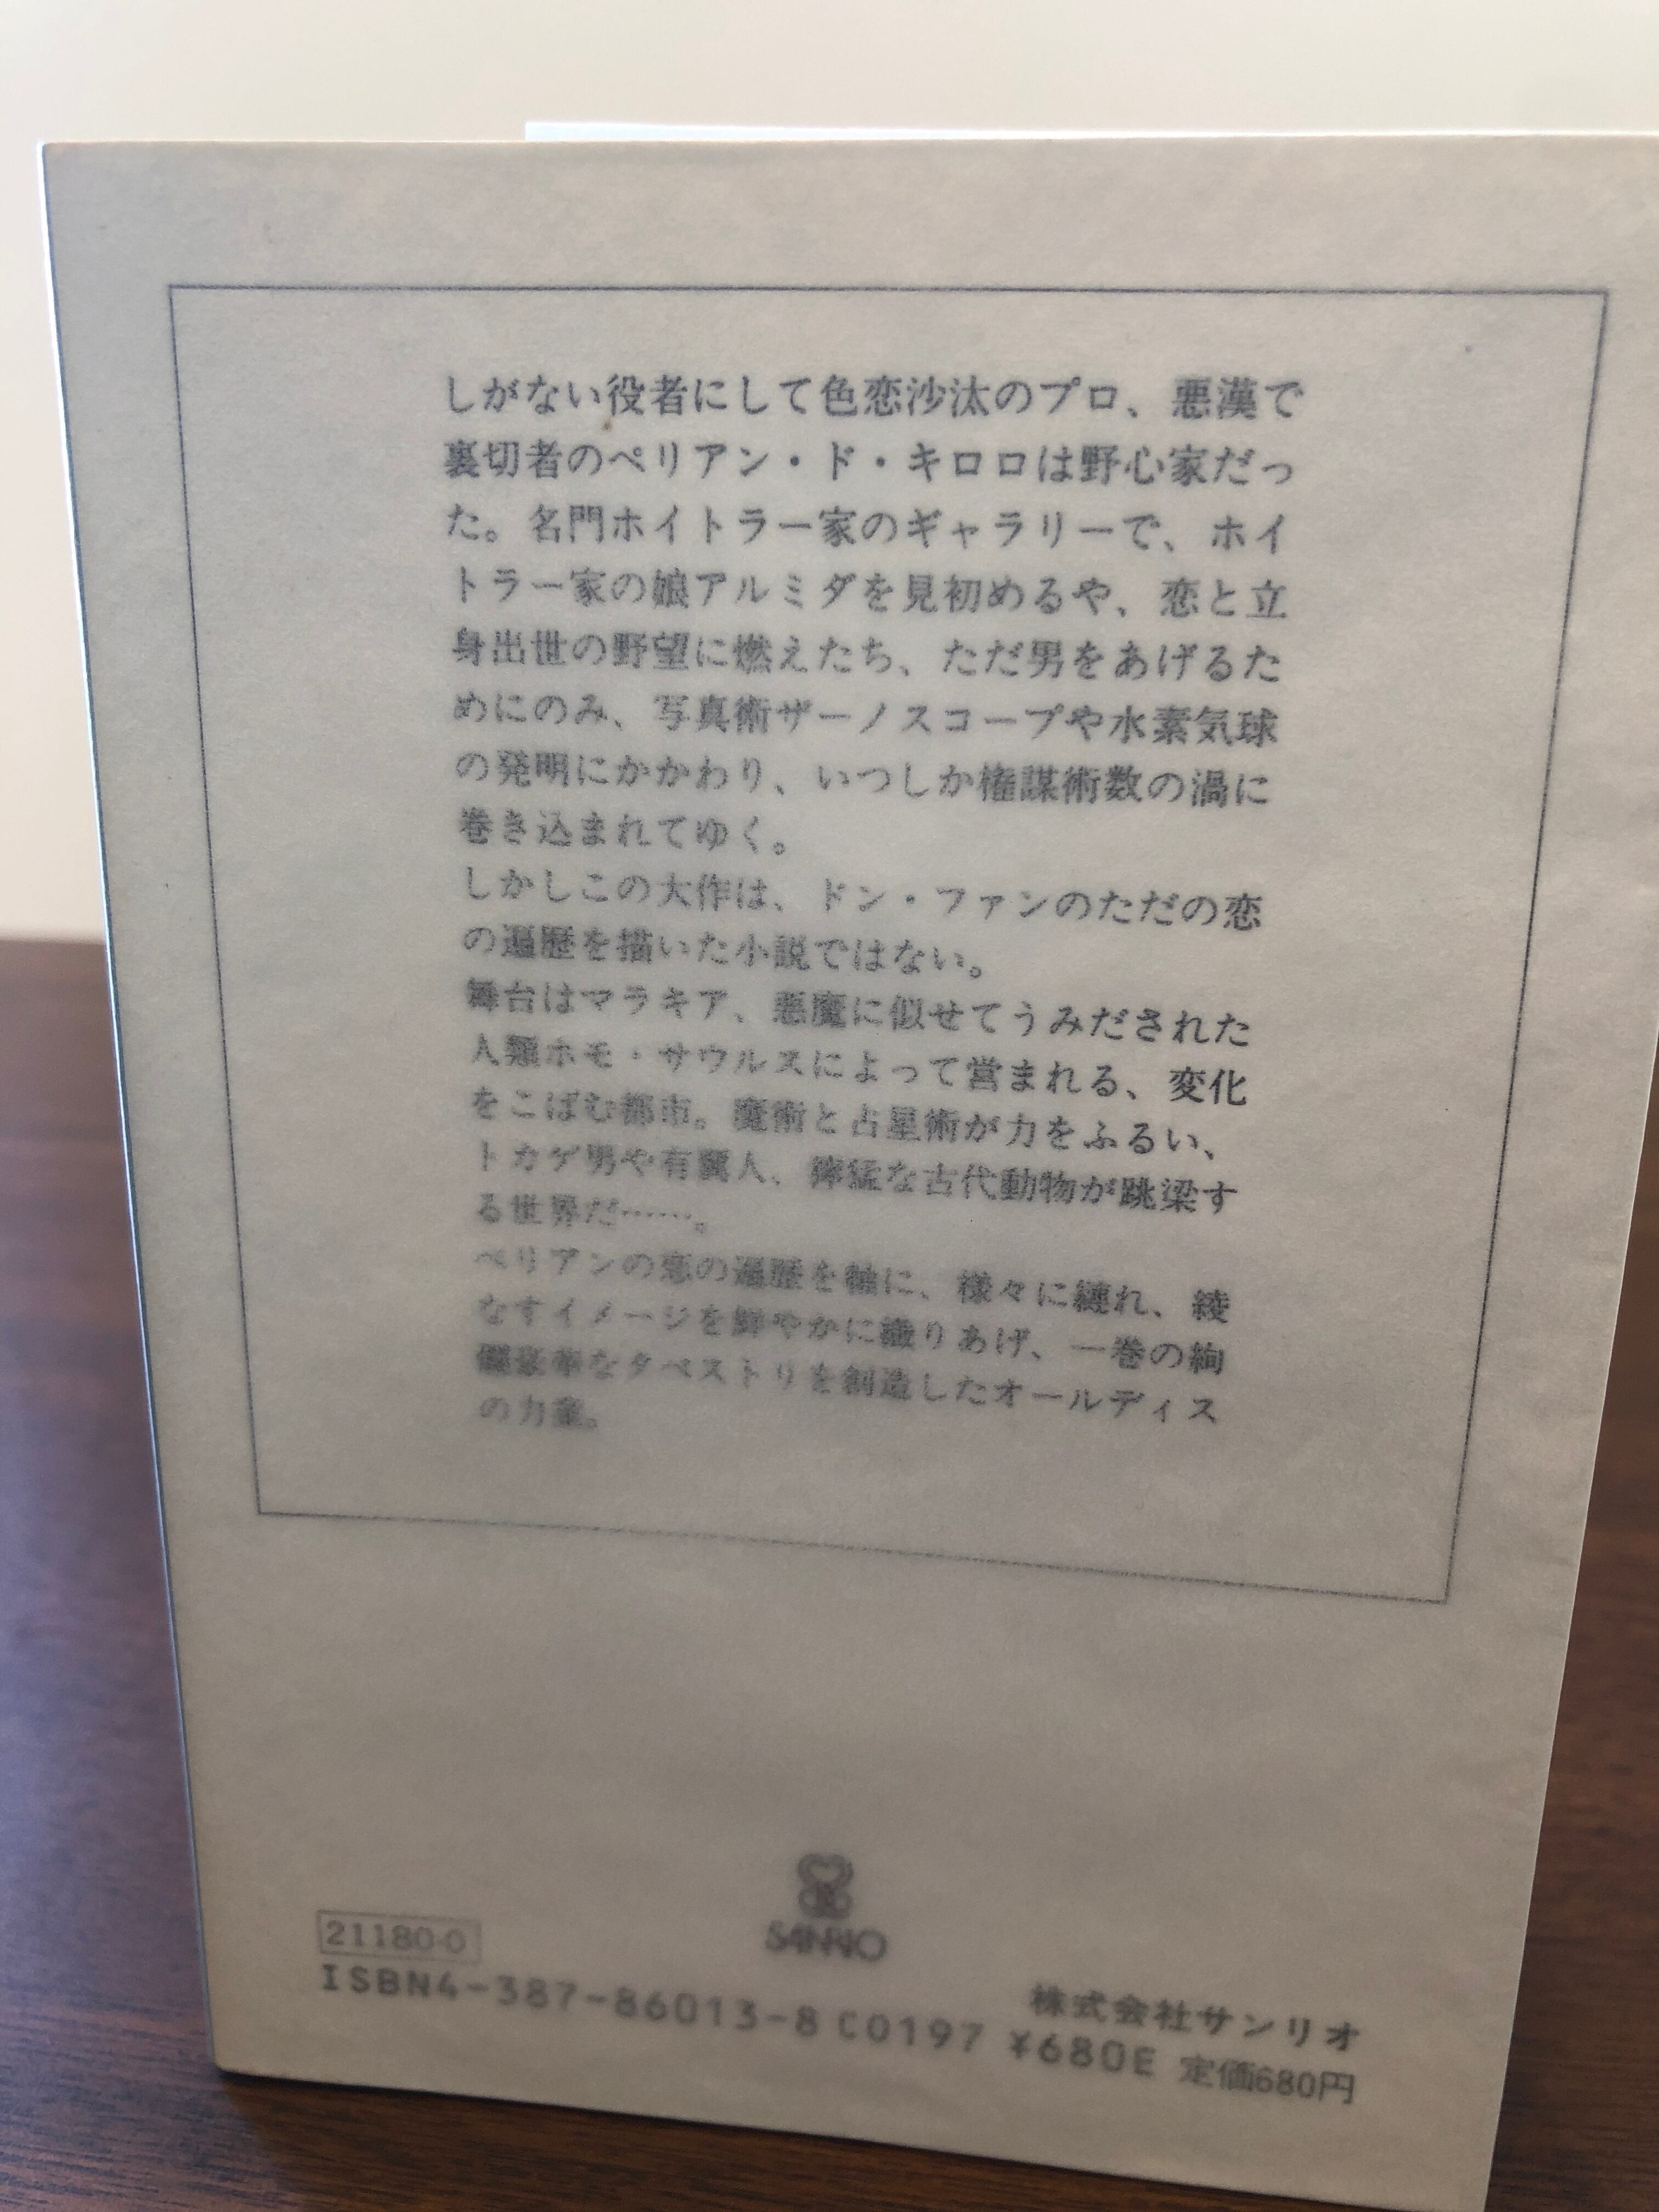 しがない役者にして色恋沙汰のプロ、悪漢で
裏切者のペリアン・ド・キロロは野心家だっ
た。名門ホイトラー家のギャラリーで、ホイ
トラー家の娘アルミダを見初めるや、恋と立
身出世の野望に燃えたち、ただ男をあげるた
めにのみ、写真術ザーノスコープや水素気球
の発明にかかわり、いつしか権謀術数の渦に
巻き込まれてゆく。
しかしこの大作は、ドン・ファンのただの恋
の遍歴を描いた小説ではない。
舞台はマラキア、悪魔に似せてうみだされた
人類ホモ・サウルスによって営まれる、変化
をこばむ都市。魔術と占星術が力をふるい、
トカゲ男や有翼人、獰猛な古代動物が跳梁す
る世界だ……。
ペリアンの恋の遍歴を軸に、様々に縺れ、綾
なすイメージを鮮やかに織りあげ、一巻の絢
爛豪華なタペストリを創造したオールディス
の力量。
SANRIO
21180-0
株式会社サンリオ
ISBN4-387-86013-8 C0197 ¥680E 定価680円